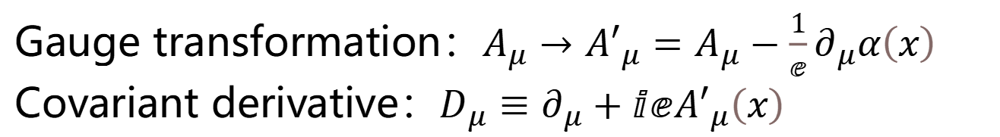 Gauge transformation：𝐴_𝜇 → 𝐴′_𝜇 = 𝐴_𝜇 − (1/ⅇ)𝜕_𝜇𝛼(𝑥)
Covariant derivative：𝐷_𝜇 ≡ 𝜕_𝜇 + ⅈⅇ𝐴′_𝜇(𝑥)